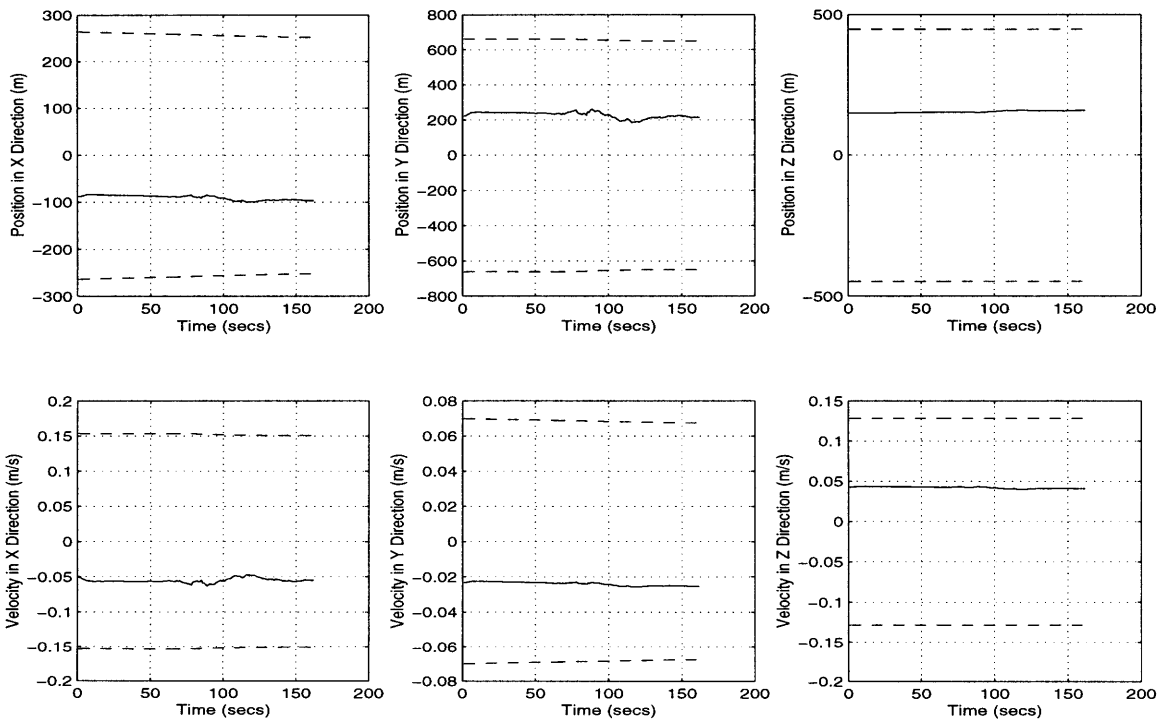 Position in X Direction (m)
300
200
100
0
−100
−200
−300
0 50 100 150 200
Time (secs)
Position in Y Direction (m)
800
600
400
200
0
−200
−400
−600
−800
0 50 100 150 200
Time (secs)
Position in Z Direction (m)
500
0
−500
0 50 100 150 200
Time (secs)
Velocity in X Direction (m/s)
0.2
0.15
0.1
0.05
0
−0.05
−0.1
−0.15
−0.2
0 50 100 150 200
Time (secs)
Velocity in Y Direction (m/s)
0.08
0.06
0.04
0.02
0
−0.02
−0.04
−0.06
−0.08
0 50 100 150 200
Time (secs)
Velocity in Z Direction (m/s)
0.15
0.1
0.05
0
−0.05
−0.1
−0.15
−0.2
0 50 100 150 200
Time (secs)